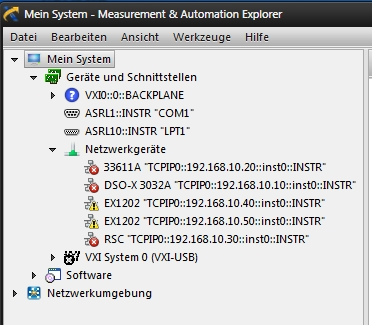 Mein System - Measurement & Automation Explorer
Datei Bearbeiten Ansicht Werkzeuge Hilfe
Mein System
Geräte und Schnittstellen
VXI0::0::BACKPLANE
ASRL1::INSTR "COM1"
ASRL10::INSTR "LPT1"
Netzwerkgeräte
33611A "TCPIP0::192.168.10.20::inst0::INSTR"
DSO-X 3032A "TCPIP0::192.168.10.10::inst0::INSTR"
EX1202 "TCPIP0::192.168.10.40::inst0::INSTR"
EX1202 "TCPIP0::192.168.10.50::inst0::INSTR"
RSC "TCPIP0::192.168.10.30::inst0::INSTR"
VXI System 0 (VXI-USB)
Software
Netzwerkumgebung